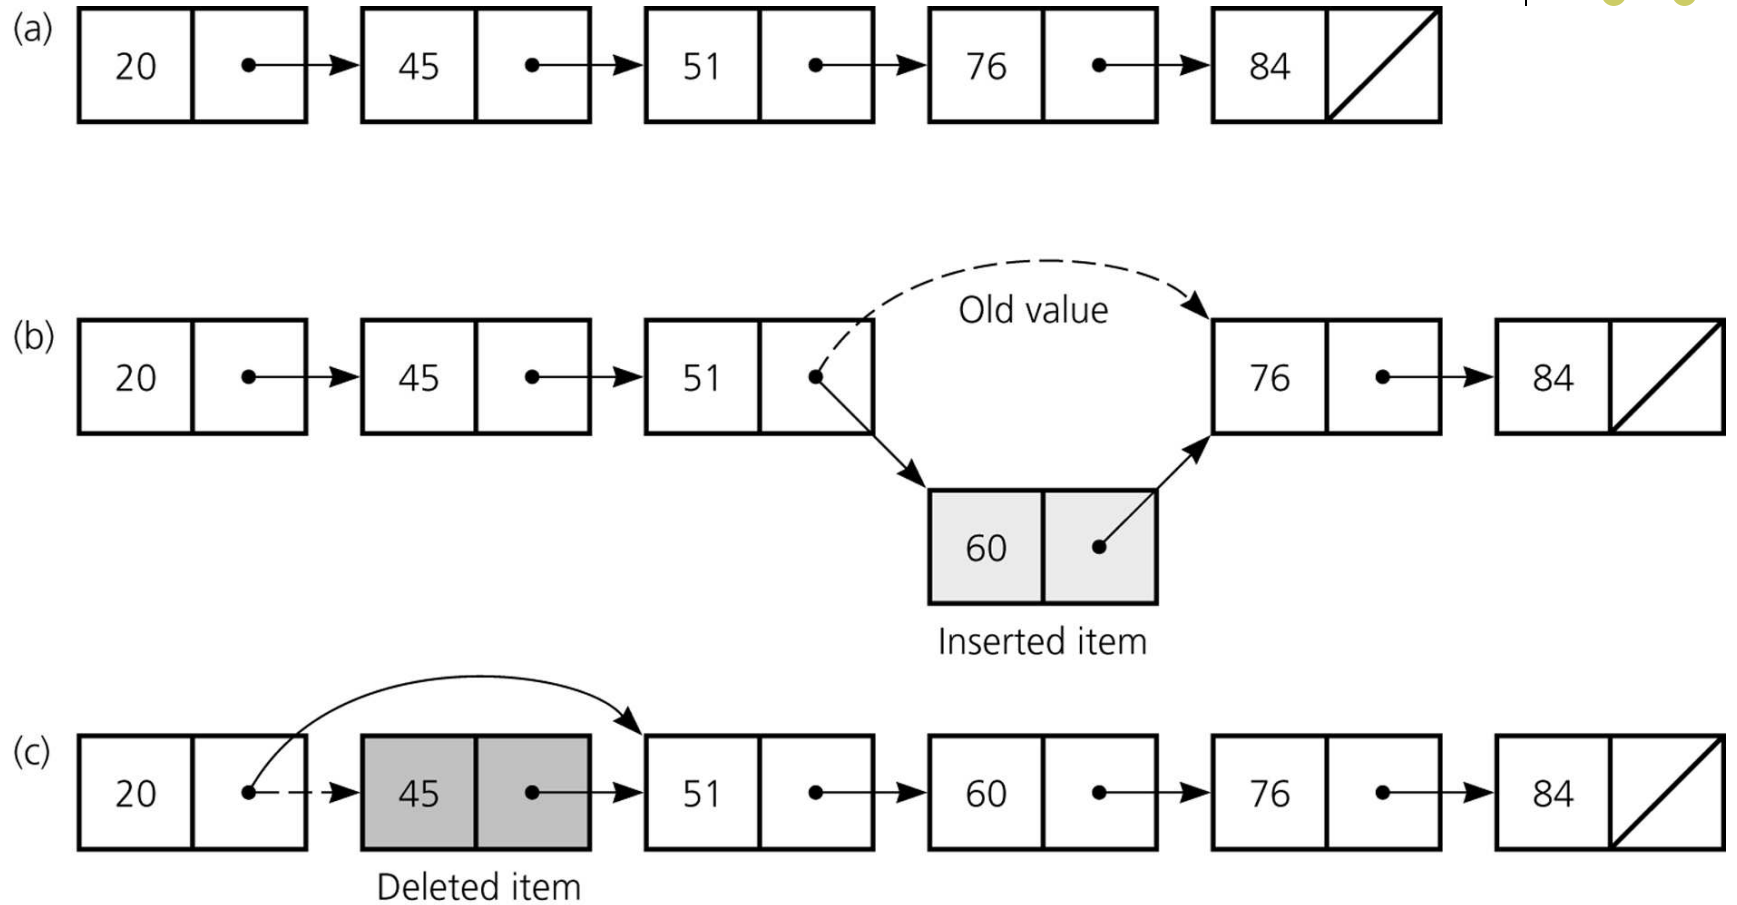 (a) 20 45 51 76 84
Old value
(b) 20 45 51 76 84
60
Inserted item
(c) 20 45 51 60 76 84
Deleted item